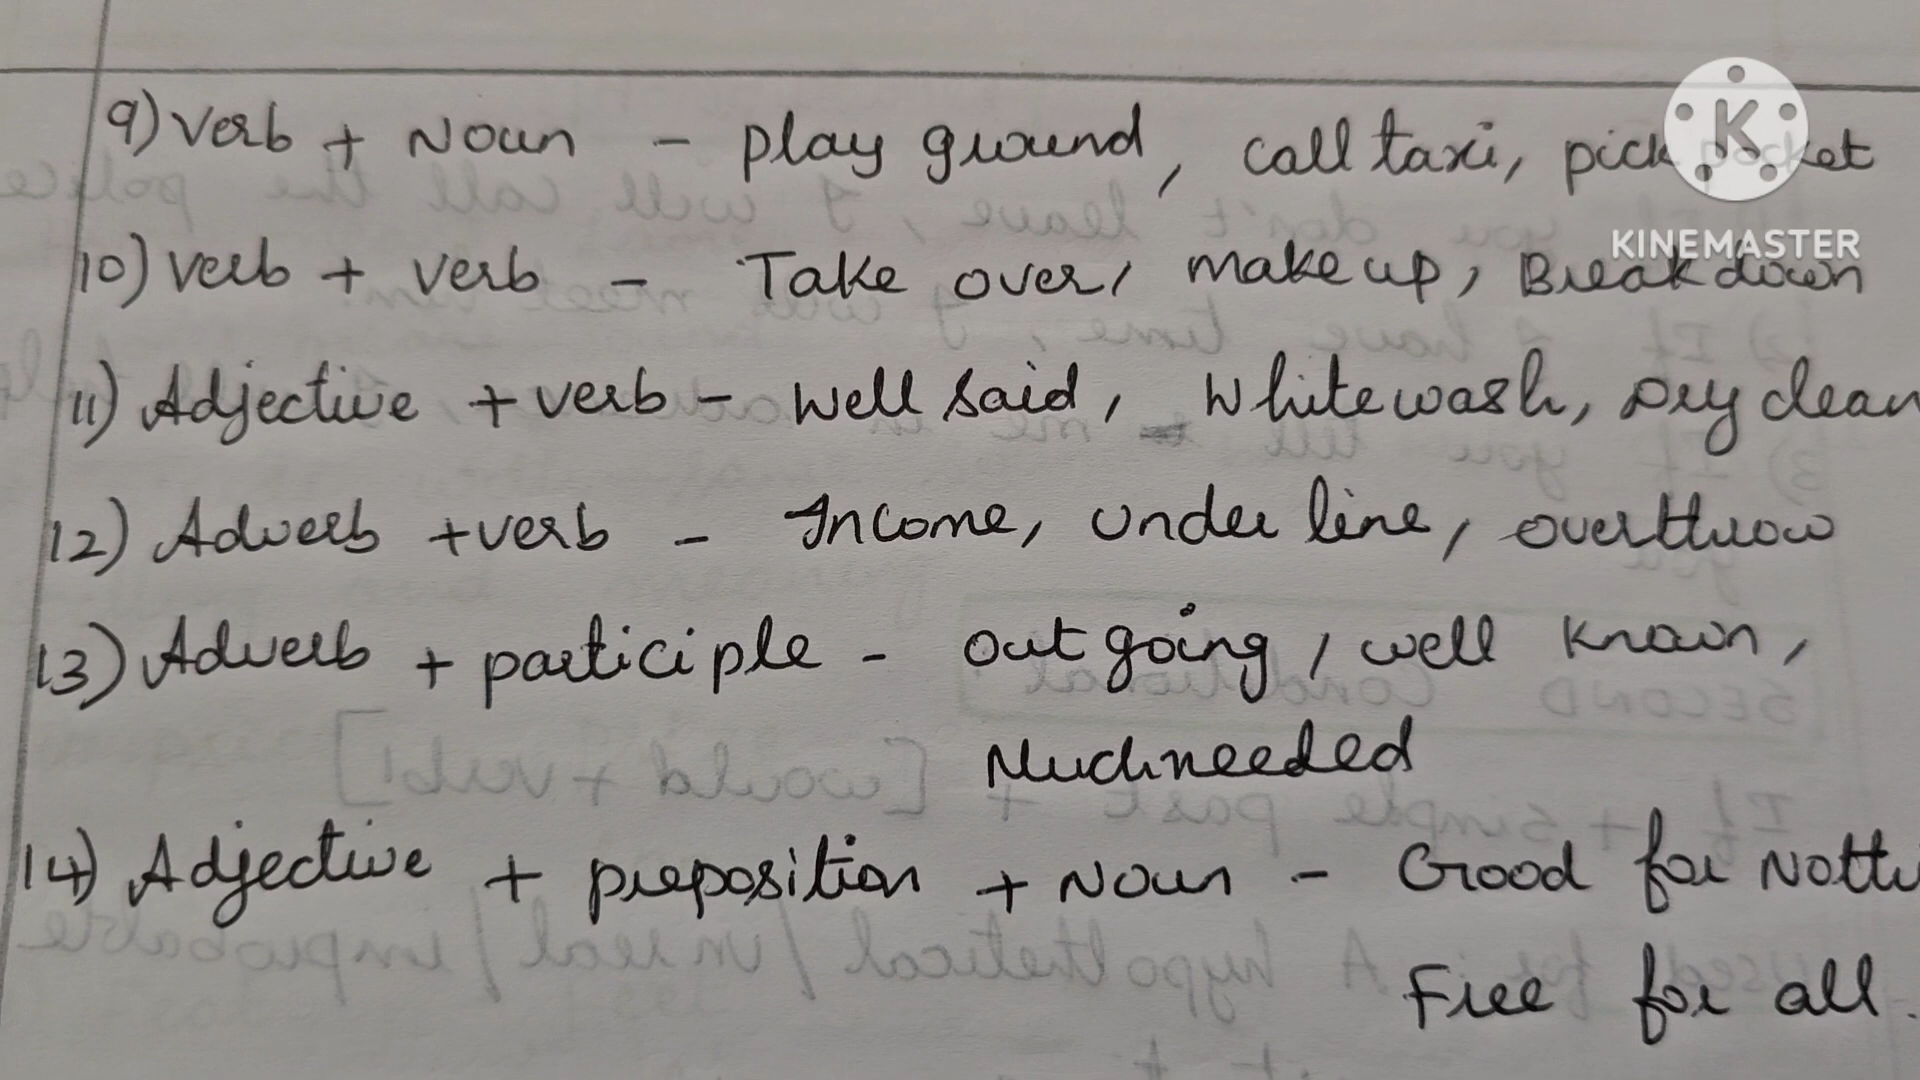 9) Verb + Noun - Play ground, call taxi, pick pocket
KINEMASTER
10) Verb + Verb - Take over, make up, Break down
11) Adjective + verb - Well said, White wash, Dry clean
12) Adverb + verb - Income, Under line, overthrow
13) Adverb + participle - Out going, well known,
Much needed
14) Adjective + preposition + Noun - Good for
Free for all.